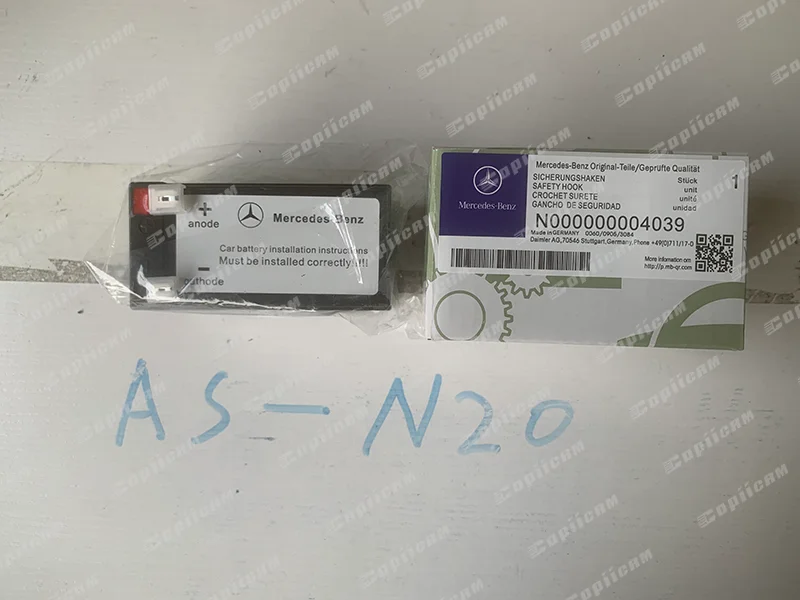 +
anode
Mercedes-Benz
Car battery installation instructions
Must be installed correctly!!!!
-
cathode
Mercedes-Benz
Mercedes-Benz Original-Teile/Geprüfte Qualität
SICHERUNGSHAKEN
SAFETY HOOK
CROCHET SURETE
GANCHO DE SEGURIDAD
Stück
unit
unité
unidad
1
N000000004039
Made in GERMANY 0060/0906/3084
Daimler AG,70546 Stuttgart,Germany,Phone +49(0)711/17-0
More Infomation on:
http://p.mb-qr.com
AS-N20
Copiicam